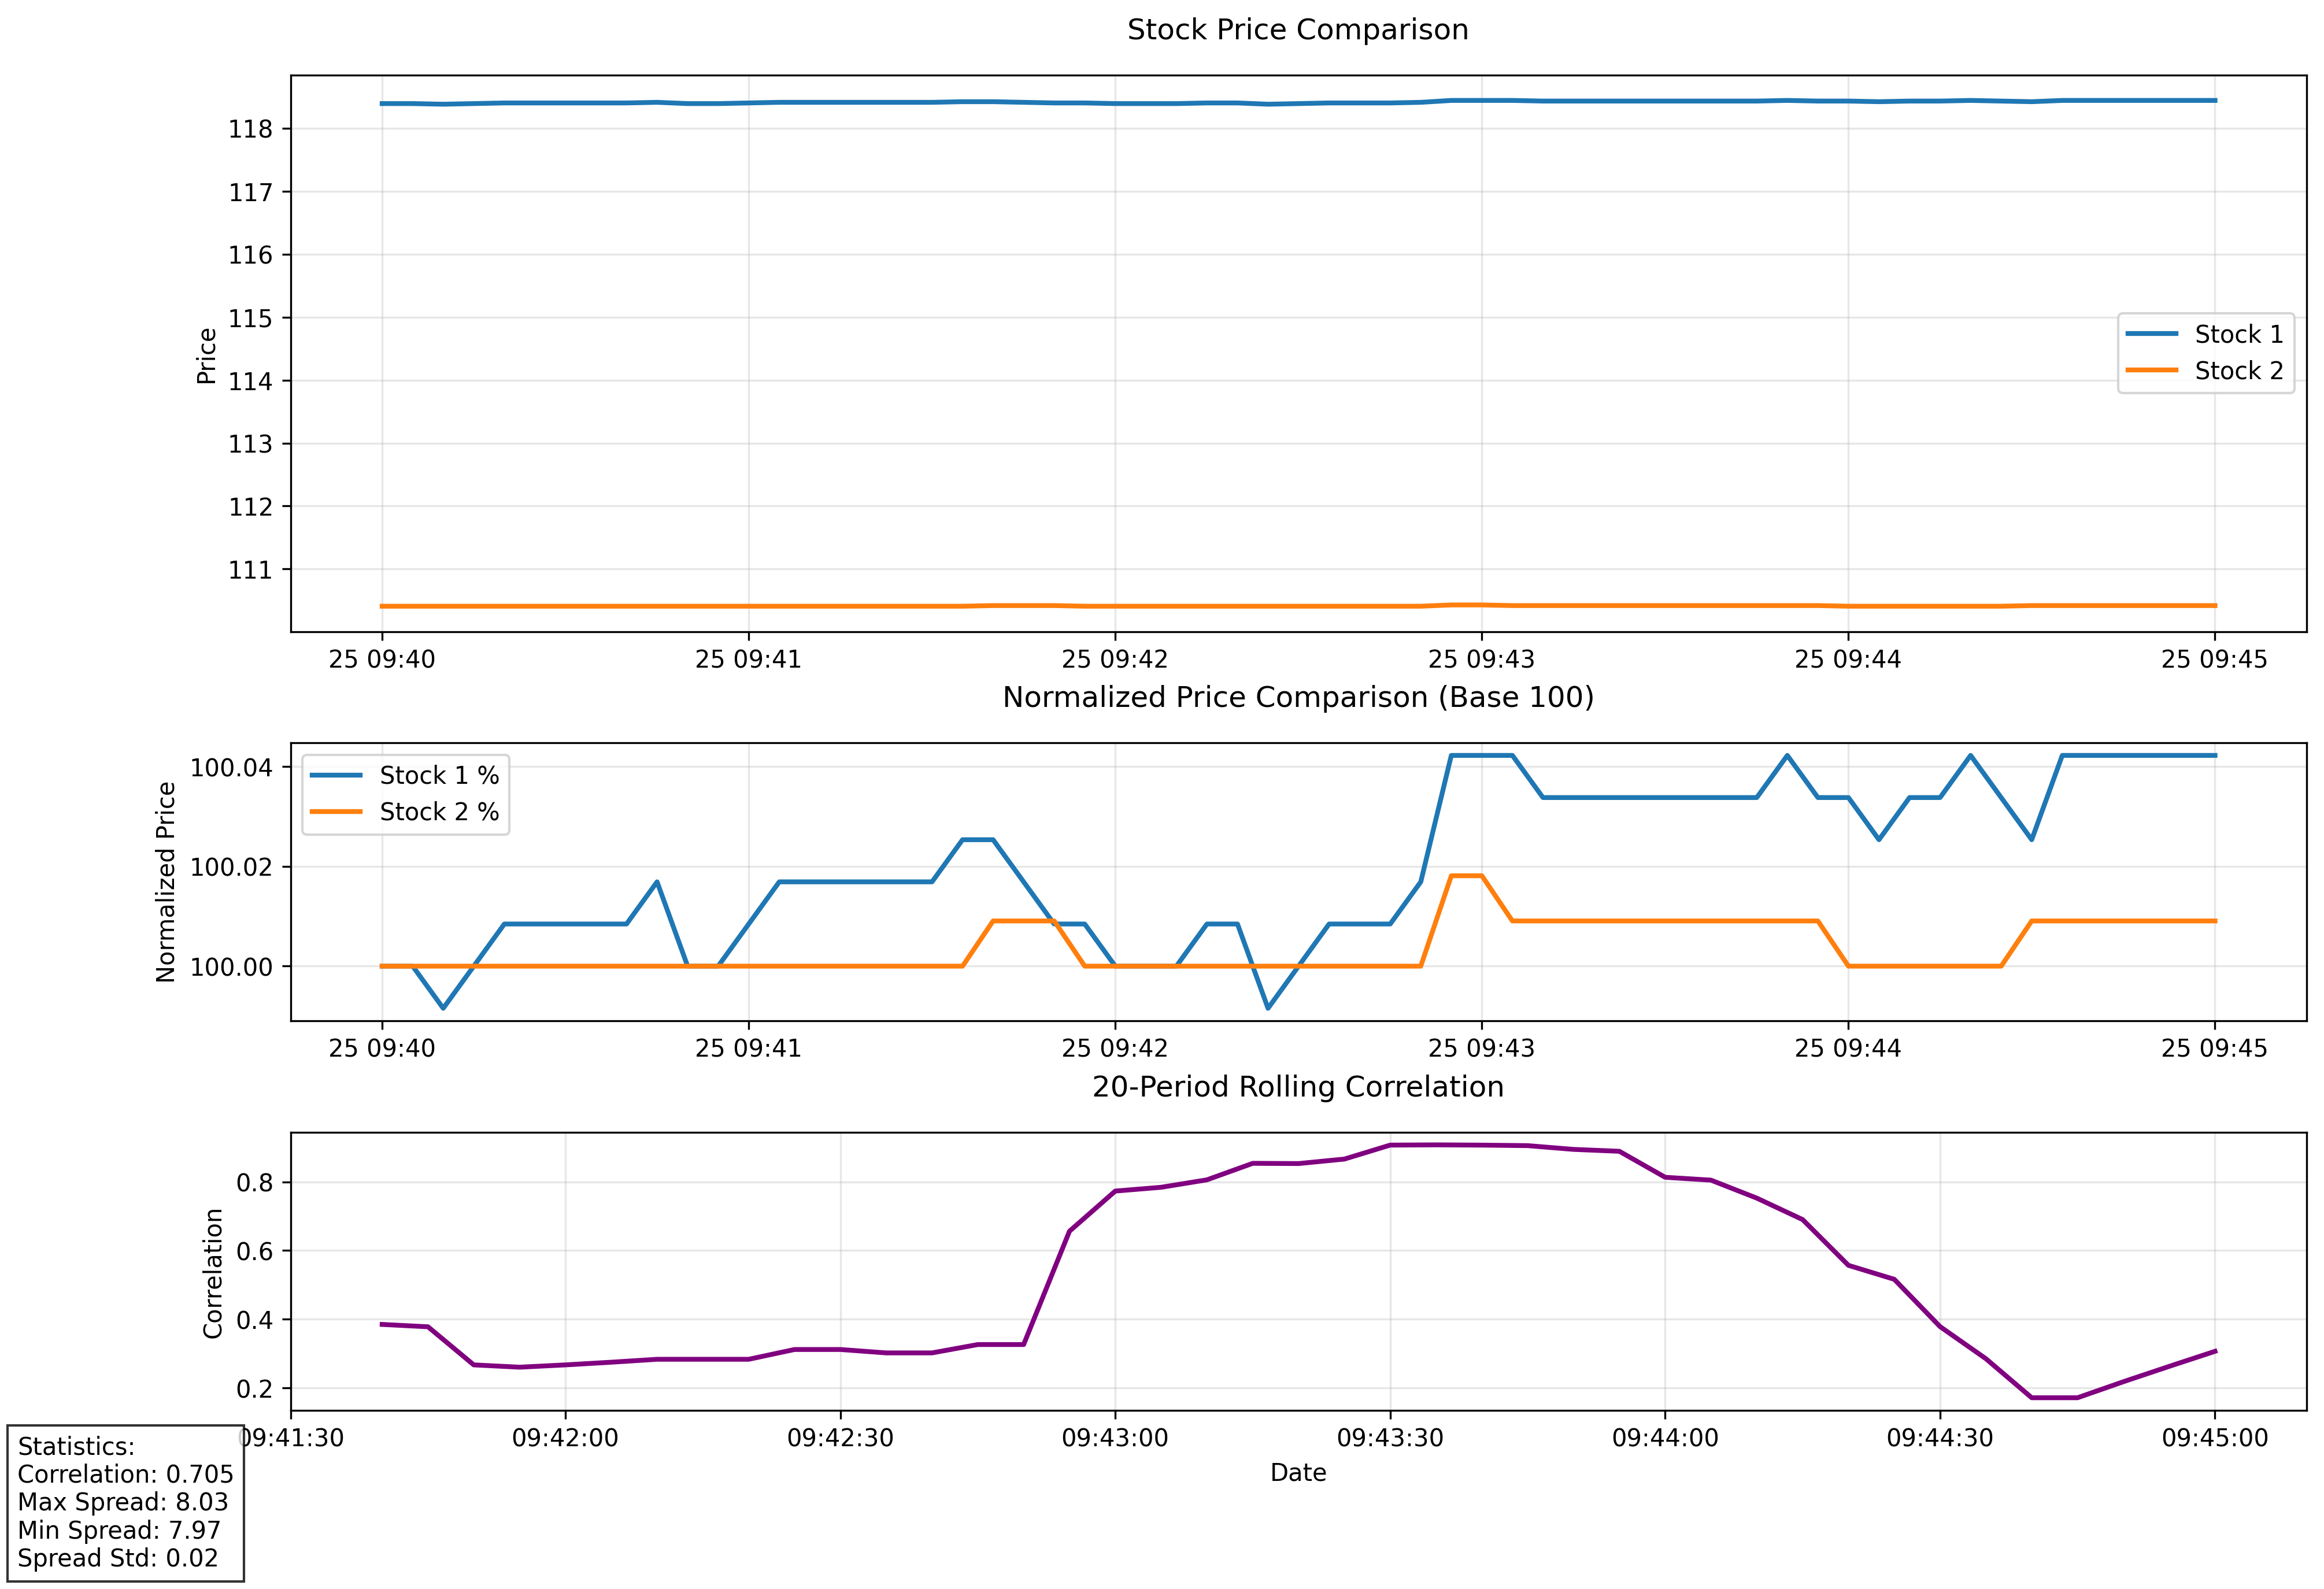 Stock Price Comparison
118
117
116
115
114
113
112
111
Price
Stock 1
Stock 2
25 09:40
25 09:41
25 09:42
25 09:43
25 09:44
25 09:45
Normalized Price Comparison (Base 100)
100.04
100.02
100.00
Normalized Price
Stock 1 %
Stock 2 %
25 09:40
25 09:41
25 09:42
25 09:43
25 09:44
25 09:45
20-Period Rolling Correlation
0.8
0.6
0.4
0.2
Correlation
09:41:30
09:42:00
09:42:30
09:43:00
09:43:30
09:44:00
09:44:30
09:45:00
Date
Statistics:
Correlation: 0.705
Max Spread: 8.03
Min Spread: 7.97
Spread Std: 0.02